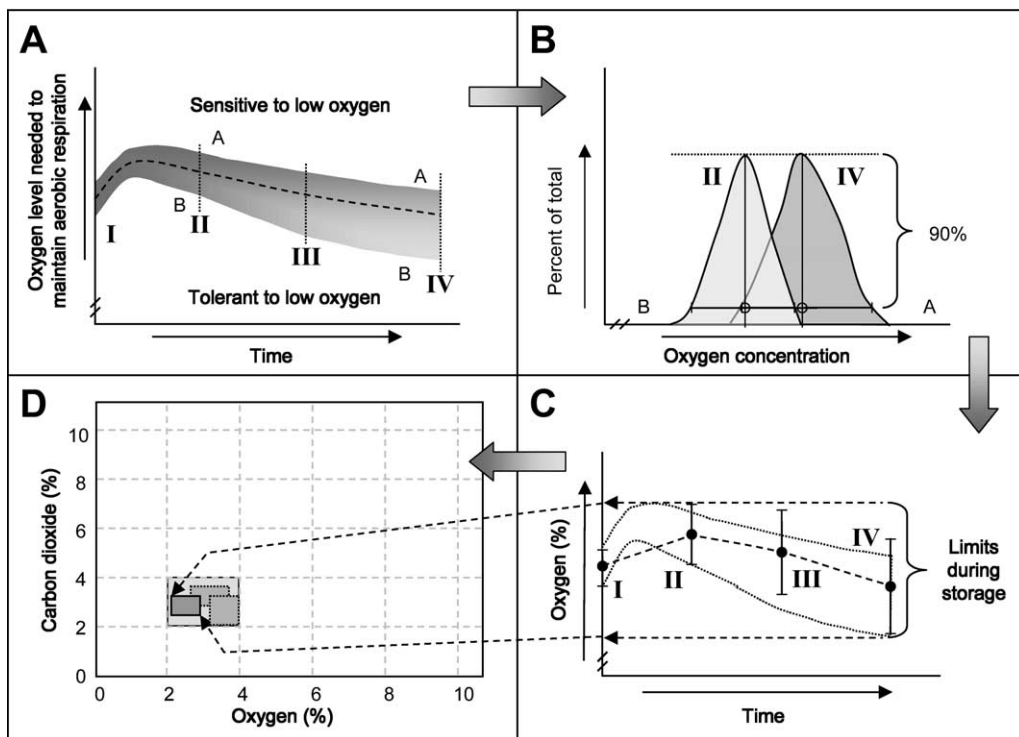 A
Oxygen level needed to
maintain aerobic respiration
Sensitive to low oxygen
A
A
B
B
I
II
III
IV
Tolerant to low oxygen
Time
B
Percent of total
II
IV
90%
B
A
Oxygen concentration
D
Carbon dioxide (%)
10
8
6
4
2
0
0
2
4
6
8
10
Oxygen (%)
C
Oxygen (%)
I
II
III
IV
Limits
during
storage
Time